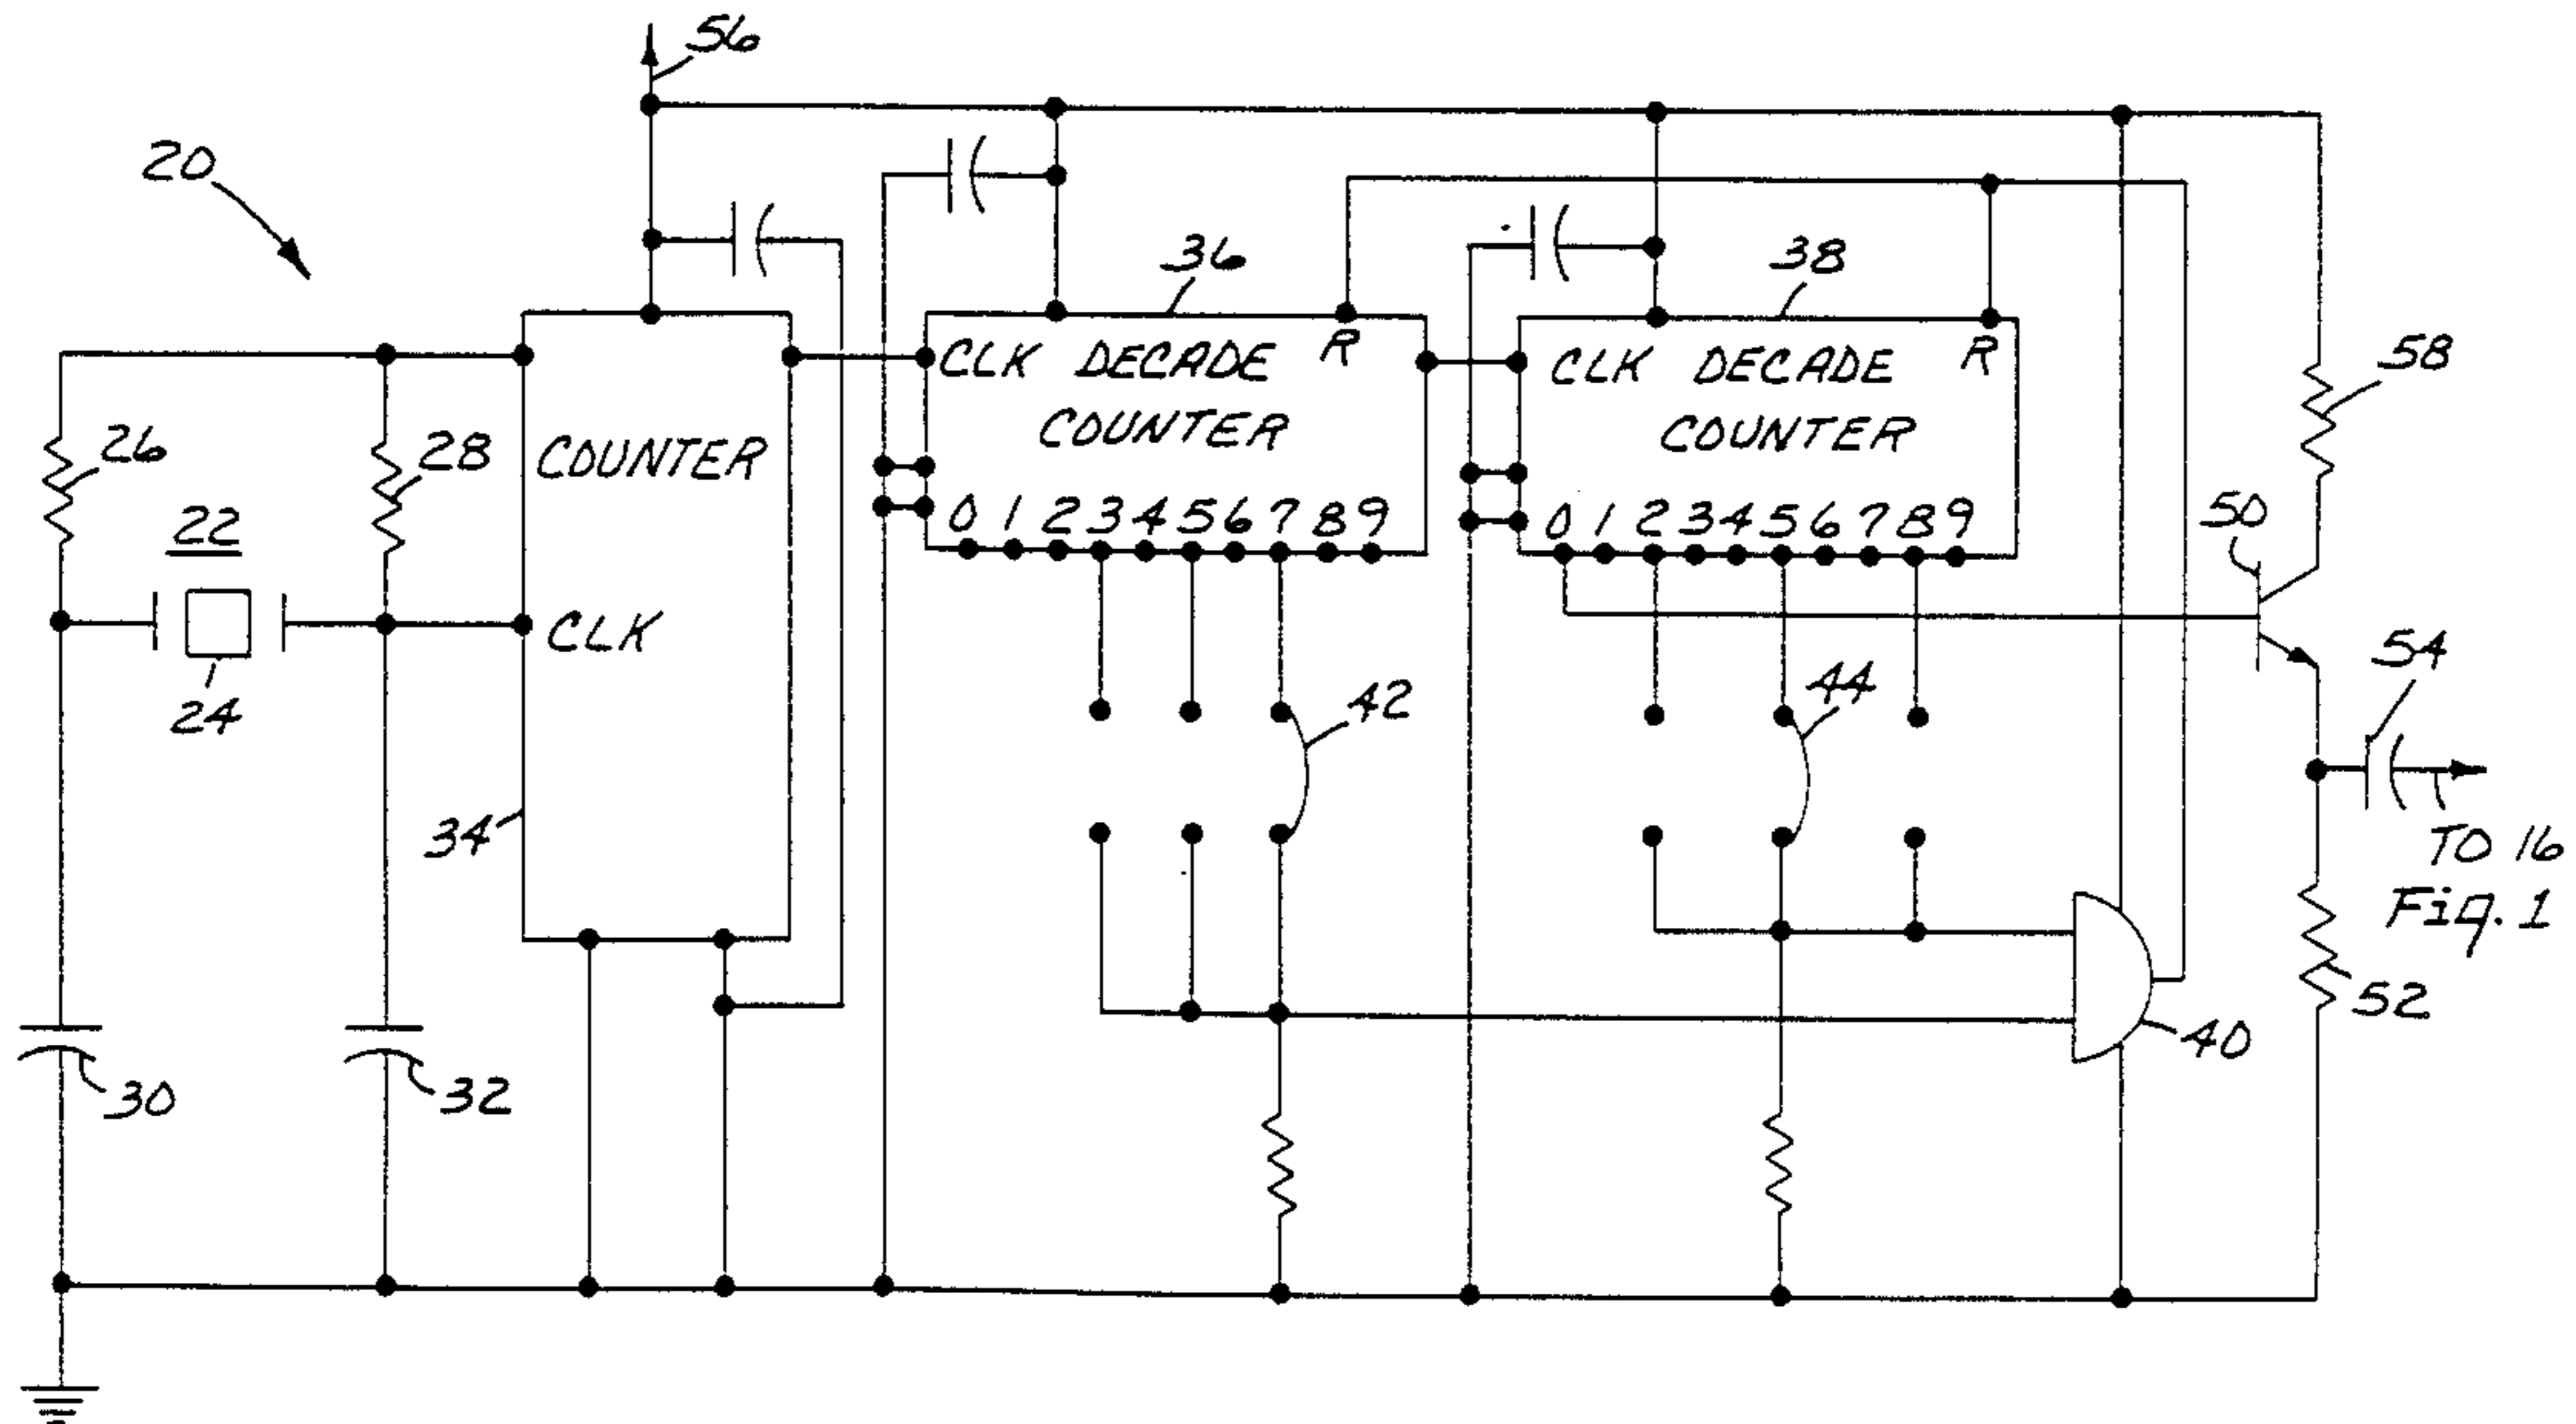 56
20
36
38
CLK DECADE COUNTER R
CLK DECADE COUNTER R
58
26
28
COUNTER
22
0 1 2 3 4 5 6 7 8 9
0 1 2 3 4 5 6 7 8 9
50
CLK
24
42
44
54
34
TO 16
Fig. 1
52
40
30
32